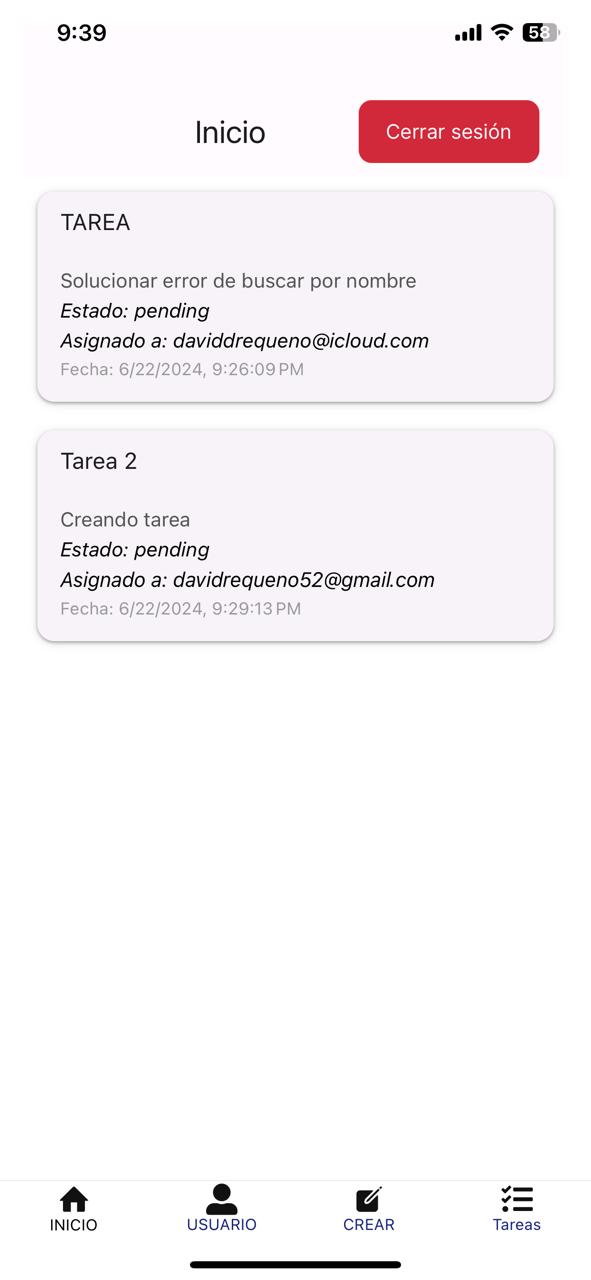 9:39
58
Inicio
Cerrar sesión
TAREA
Solucionar error de buscar por nombre
Estado: pending
Asignado a: daviddrequeno@icloud.com
Fecha: 6/22/2024, 9:26:09 PM
Tarea 2
Creando tarea
Estado: pending
Asignado a: davidrequeno52@gmail.com
Fecha: 6/22/2024, 9:29:13 PM
INICIO
USUARIO
CREAR
Tareas